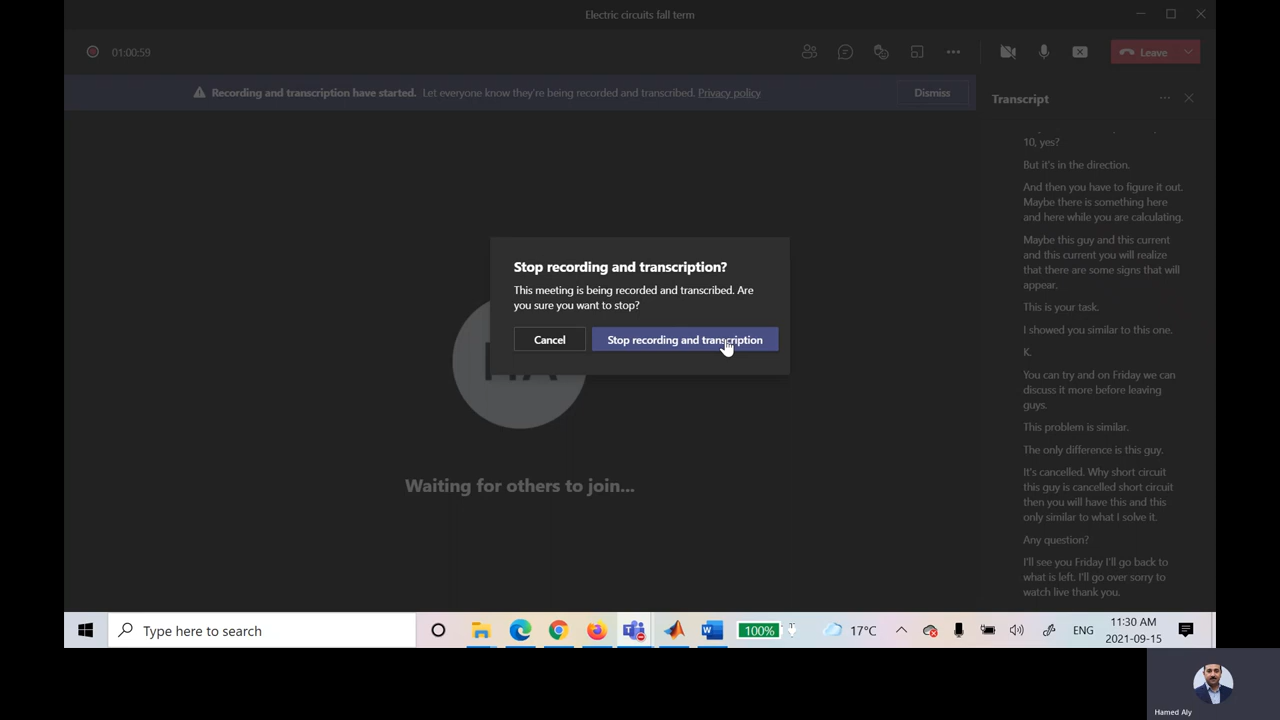 Electric circuits fall term
01:00:59
Leave
Recording and transcription have started. Let everyone know they're being recorded and transcribed. Privacy policy
Dismiss
Transcript
10, yes?
But it's in the direction.
And then you have to figure it out.
Maybe there is something here
and here while you are calculating.
Maybe this guy and this current
and this current you will realize
that there are some signs that will
appear.
This is your task.
I showed you similar to this one.
K.
You can try and on Friday we can
discuss it more before leaving
guys.
This problem is similar.
The only difference is this guy.
It's cancelled. Why short circuit
this guy is cancelled short circuit
then you will have this and this
only similar to what I solve it.
Any question?
I'll see you Friday I'll go back to
what is left. I'll go over sorry to
watch live thank you.
Stop recording and transcription?
This meeting is being recorded and transcribed. Are
you sure you want to stop?
Cancel
Stop recording and transcription
Waiting for others to join...
Type here to search
100%
17°C
ENG
11:30 AM
2021-09-15
Hamed Aly